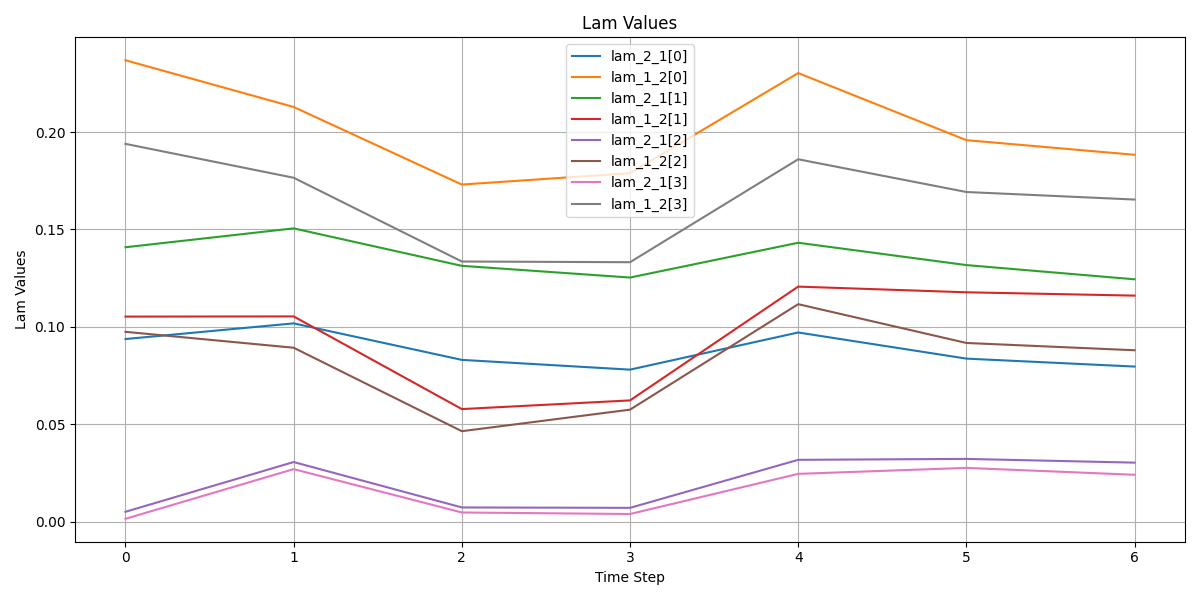 Lam Values
lam_2_1[0]
lam_1_2[0]
lam_2_1[1]
lam_1_2[1]
lam_2_1[2]
lam_1_2[2]
lam_2_1[3]
lam_1_2[3]
Lam Values
0.20
0.15
0.10
0.05
0.00
0 1 2 3 4 5 6
Time Step